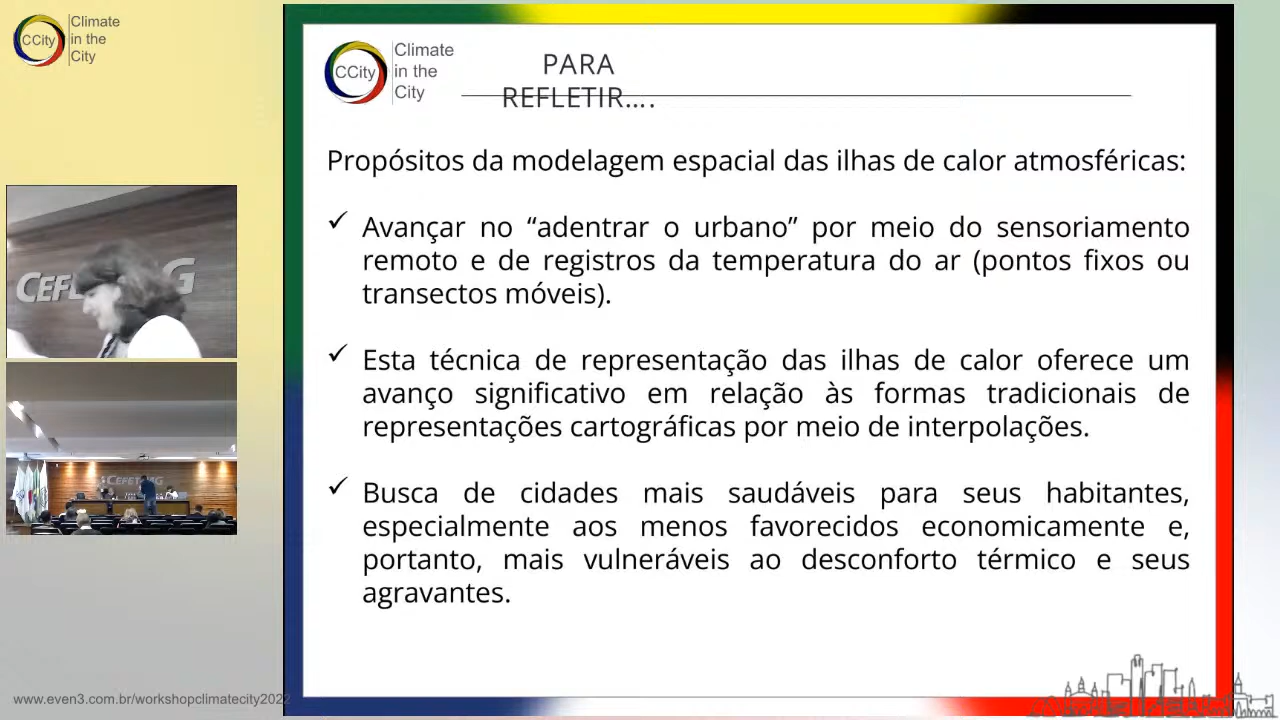 CCity
Climate
in the
City
CCity
Climate
in the
City
PARA
REFLETIR....
Propósitos da modelagem espacial das ilhas de calor atmosféricas:
✓ Avançar no “adentrar o urbano” por meio do sensoriamento
remoto e de registros da temperatura do ar (pontos fixos ou
transectos móveis).
✓ Esta técnica de representação das ilhas de calor oferece um
avanço significativo em relação às formas tradicionais de
representações cartográficas por meio de interpolações.
✓ Busca de cidades mais saudáveis para seus habitantes,
especialmente aos menos favorecidos economicamente e,
portanto, mais vulneráveis ao desconforto térmico e seus
agravantes.
www.even3.com.br/workshopclimatecity2022